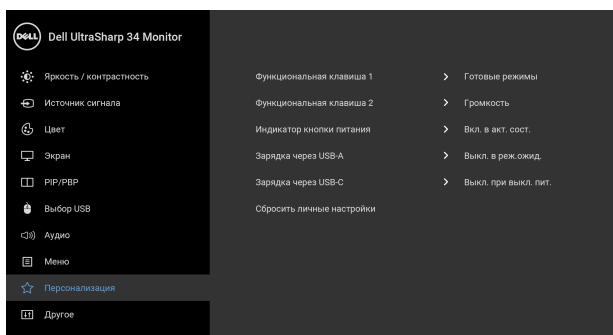 DELL Dell UltraSharp 34 Monitor
Яркость / контрастность
Функциональная клавиша 1 > Готовые режимы
Источник сигнала
Функциональная клавиша 2 > Громкость
Цвет
Индикатор кнопки питания > Вкл. в акт. сост.
Экран
Зарядка через USB-A > Выкл. в реж.ожид.
PIP/PBP
Зарядка через USB-C > Выкл. при выкл. пит.
Выбор USB
Сбросить личные настройки
Аудио
Меню
Персонализация
Другое